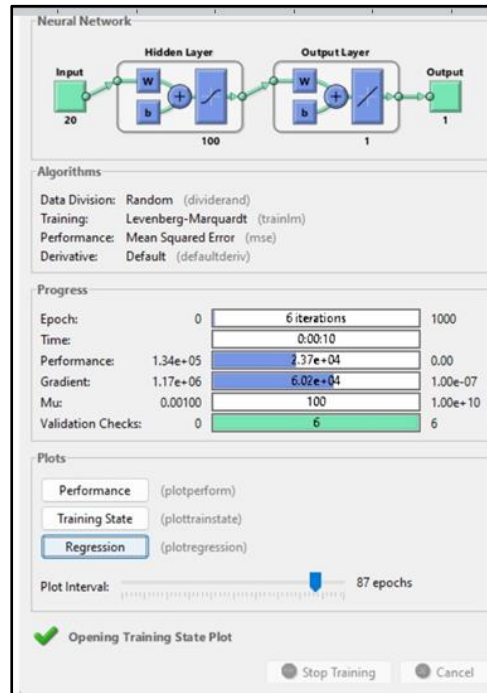 Neural Network
Hidden Layer
Output Layer
Input
Output
W
W
b
b
+
+
20
100
1
1
Algorithms
Data Division: Random (dividerand)
Training: Levenberg-Marquardt (trainlm)
Performance: Mean Squared Error (mse)
Derivative: Default (defaultderiv)
Progress
Epoch: 0 6 iterations 1000
Time: 0:00:10
Performance: 1.34e+05 2.37e+04 0.00
Gradient: 1.17e+06 6.02e+04 1.00e-07
Mu: 0.00100 100 1.00e+10
Validation Checks: 0 6 6
Plots
Performance (plotperform)
Training State (plottrainstate)
Regression (plotregression)
Plot Interval: 87 epochs
Opening Training State Plot
Stop Training Cancel